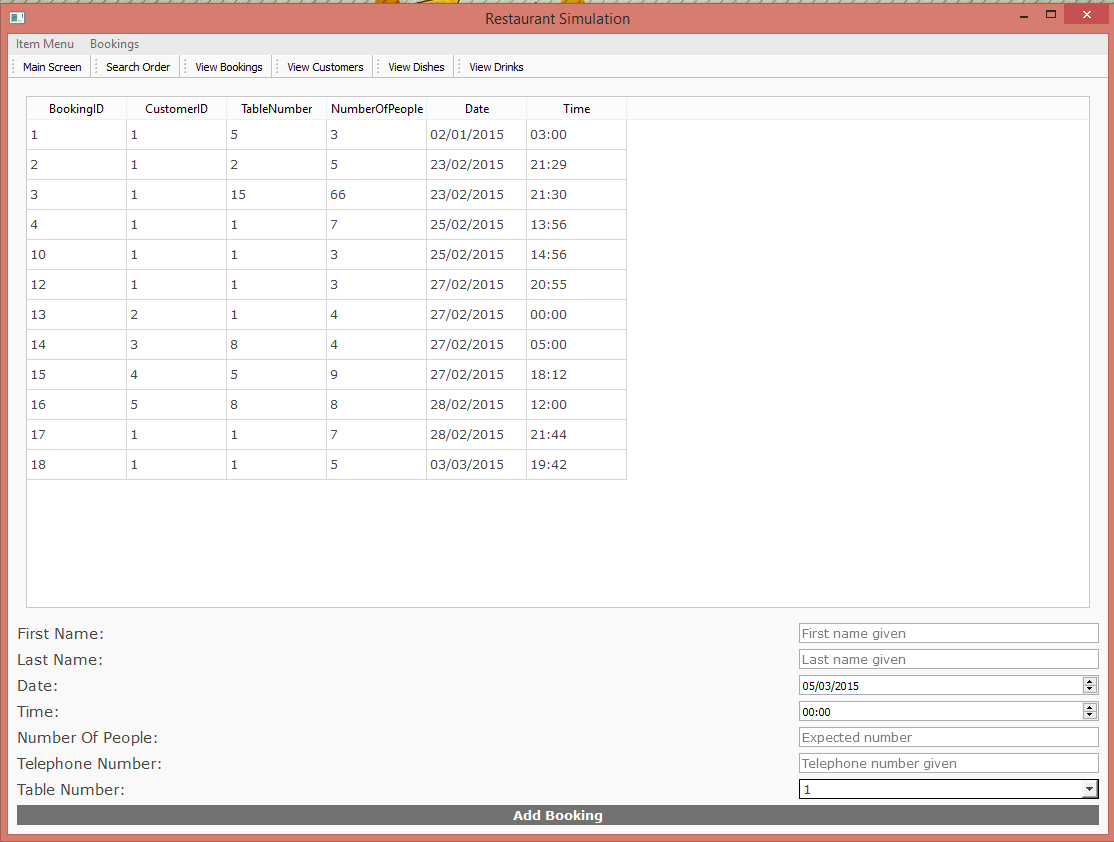 Restaurant Simulation
Item Menu Bookings
Main Screen Search Order View Bookings View Customers View Dishes View Drinks
BookingID CustomerID TableNumber NumberOfPeople Date Time
1 1 5 3 02/01/2015 03:00
2 1 2 5 23/02/2015 21:29
3 1 15 66 23/02/2015 21:30
4 1 1 7 25/02/2015 13:56
10 1 1 3 25/02/2015 14:56
12 1 1 3 27/02/2015 20:55
13 2 1 4 27/02/2015 00:00
14 3 8 4 27/02/2015 05:00
15 4 5 9 27/02/2015 18:12
16 5 8 8 28/02/2015 12:00
17 1 1 7 28/02/2015 21:44
18 1 1 5 03/03/2015 19:42
First Name: First name given
Last Name: Last name given
Date: 05/03/2015
Time: 00:00
Number Of People: Expected number
Telephone Number: Telephone number given
Table Number: 1
Add Booking